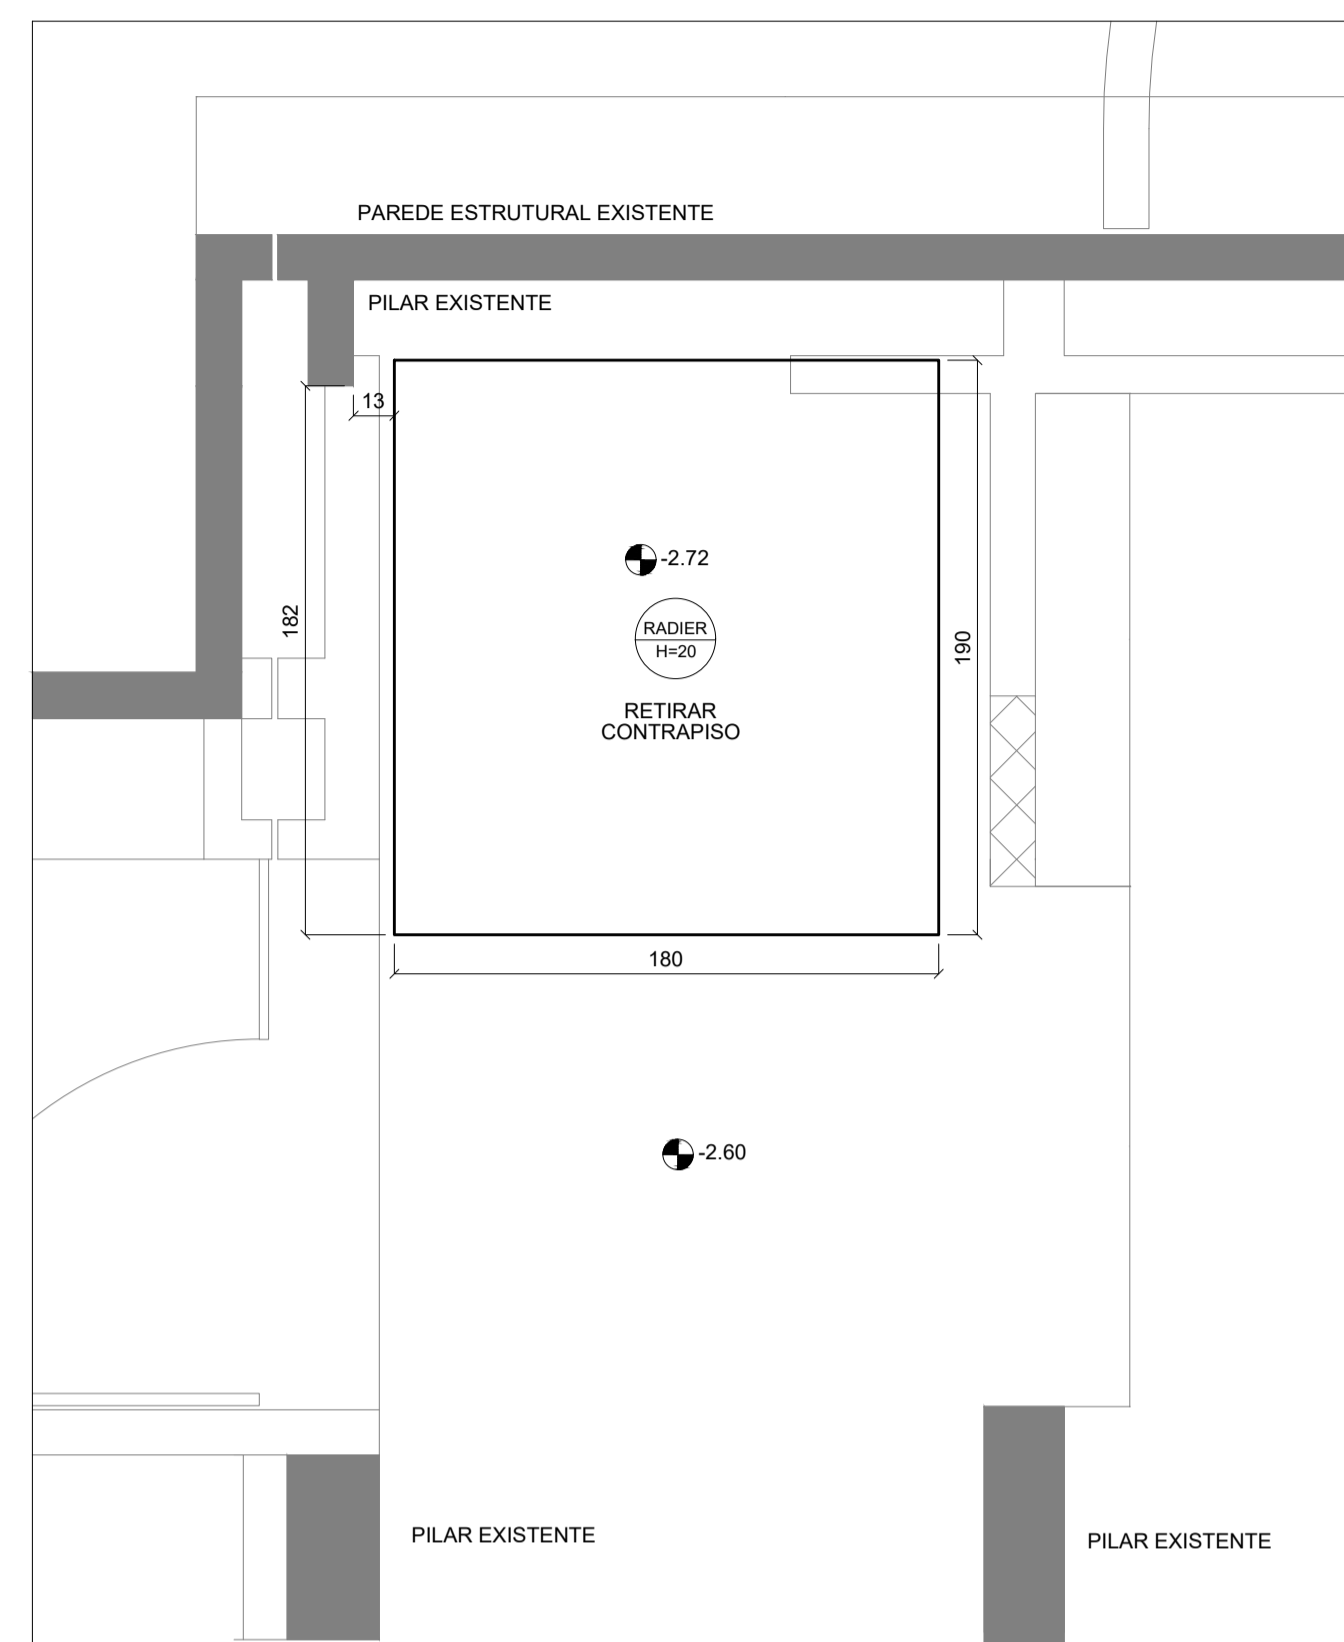 PAREDE ESTRUTURAL EXISTENTE
PILAR EXISTENTE
13
-2.72
182
RADIER
H=20
190
RETIRAR
CONTRAPISO
180
-2.60
PILAR EXISTENTE
PILAR EXISTENTE